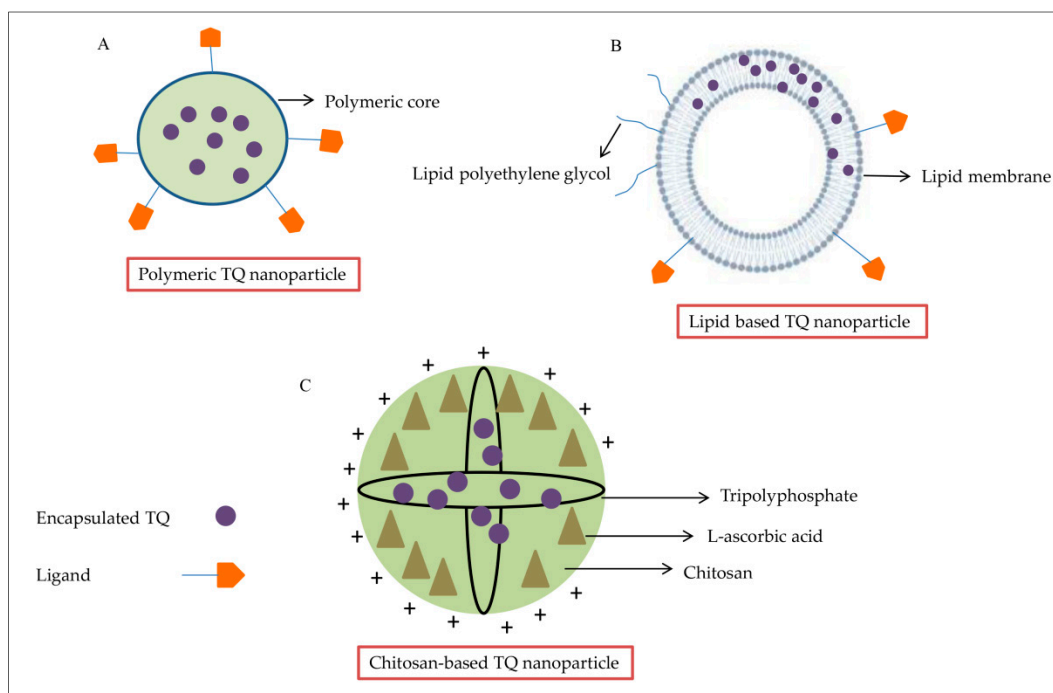 A
Polymeric core
Polymeric TQ nanoparticle
B
Lipid polyethylene glycol
Lipid membrane
Lipid based TQ nanoparticle
C
+ + + + + + + + + + + + + + + + + + + + + +
Tripolyphosphate
L-ascorbic acid
Chitosan
Encapsulated TQ
Ligand
Chitosan-based TQ nanoparticle